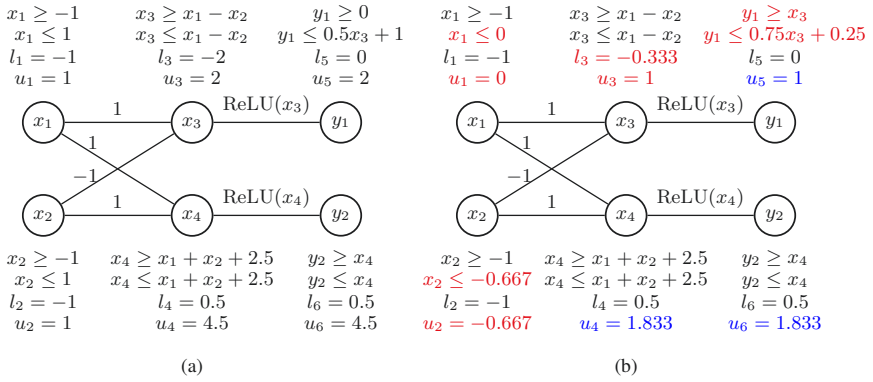 x₁ ≥ −1
x₁ ≤ 1
l₁ = −1
u₁ = 1
x₃ ≥ x₁ − x₂
x₃ ≤ x₁ − x₂
l₃ = −2
u₃ = 2
y₁ ≥ 0
y₁ ≤ 0.5x₃ + 1
l₅ = 0
u₅ = 2
x₁
1
x₃
ReLU(x₃)
y₁
1
−1
x₂
1
x₄
ReLU(x₄)
y₂
x₂ ≥ −1
x₂ ≤ 1
l₂ = −1
u₂ = 1
x₄ ≥ x₁ + x₂ + 2.5
x₄ ≤ x₁ + x₂ + 2.5
l₄ = 0.5
u₄ = 4.5
y₂ ≥ x₄
y₂ ≤ x₄
l₆ = 0.5
u₆ = 4.5
(a)
x₁ ≥ −1
x₁ ≤ 0
l₁ = −1
u₁ = 0
x₃ ≥ x₁ − x₂
x₃ ≤ x₁ − x₂
l₃ = −0.333
u₃ = 1
y₁ ≥ x₃
y₁ ≤ 0.75x₃ + 0.25
l₅ = 0
u₅ = 1
x₁
1
x₃
ReLU(x₃)
y₁
1
−1
x₂
1
x₄
ReLU(x₄)
y₂
x₂ ≥ −1
x₂ ≤ −0.667
l₂ = −1
u₂ = −0.667
x₄ ≥ x₁ + x₂ + 2.5
x₄ ≤ x₁ + x₂ + 2.5
l₄ = 0.5
u₄ = 1.833
y₂ ≥ x₄
y₂ ≤ x₄
l₆ = 0.5
u₆ = 1.833
(b)